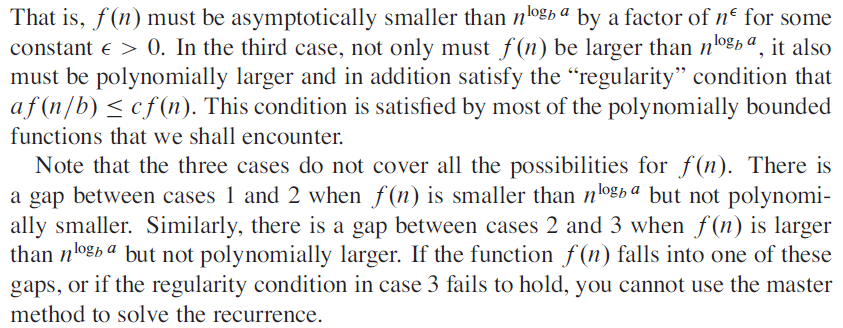 That is, f(n) must be asymptotically smaller than n^{log_b a} by a factor of n^ϵ for some
constant ϵ > 0. In the third case, not only must f(n) be larger than n^{log_b a}, it also
must be polynomially larger and in addition satisfy the “regularity” condition that
af(n/b) ≤ cf(n). This condition is satisfied by most of the polynomially bounded
functions that we shall encounter.
Note that the three cases do not cover all the possibilities for f(n). There is
a gap between cases 1 and 2 when f(n) is smaller than n^{log_b a} but not polynomi-
ally smaller. Similarly, there is a gap between cases 2 and 3 when f(n) is larger
than n^{log_b a} but not polynomially larger. If the function f(n) falls into one of these
gaps, or if the regularity condition in case 3 fails to hold, you cannot use the master
method to solve the recurrence.